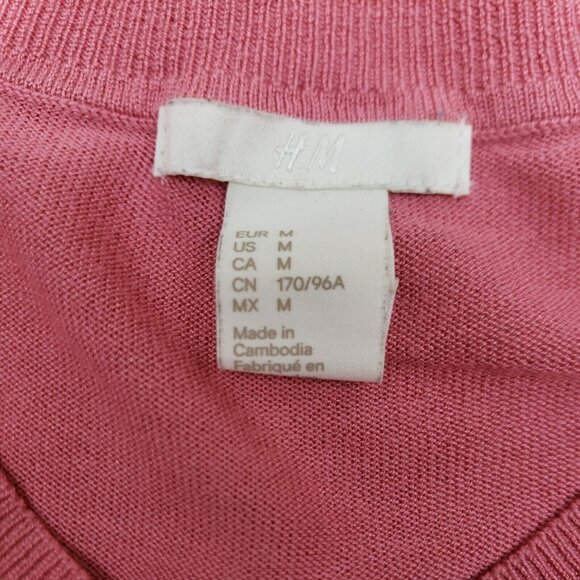 H&M
EUR M
US M
CA M
CN 170/96A
MX M
Made in
Cambodia
Fabriqué en